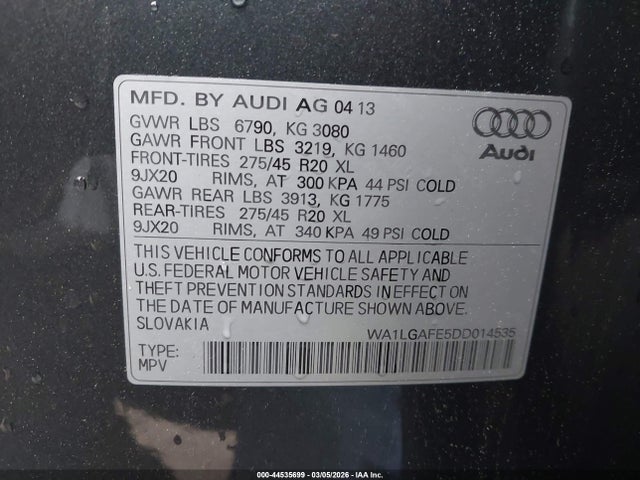 MFD. BY AUDI AG 04 13
GVWR LBS 6790, KG 3080
GAWR FRONT LBS 3219, KG 1460
FRONT-TIRES 275/45 R20 XL
9JX20 RIMS, AT 300 KPA 44 PSI COLD
GAWR REAR LBS 3913, KG 1775
REAR-TIRES 275/45 R20 XL
9JX20 RIMS, AT 340 KPA 49 PSI COLD
Audi
THIS VEHICLE CONFORMS TO ALL APPLICABLE
U.S. FEDERAL MOTOR VEHICLE SAFETY AND
THEFT PREVENTION STANDARDS IN EFFECT ON
THE DATE OF MANUFACTURE SHOWN ABOVE.
SLOVAKIA
WA1LGAFE5DD014535
TYPE:
MPV
000-44535699 - 03/05/2026 - IAA Inc.